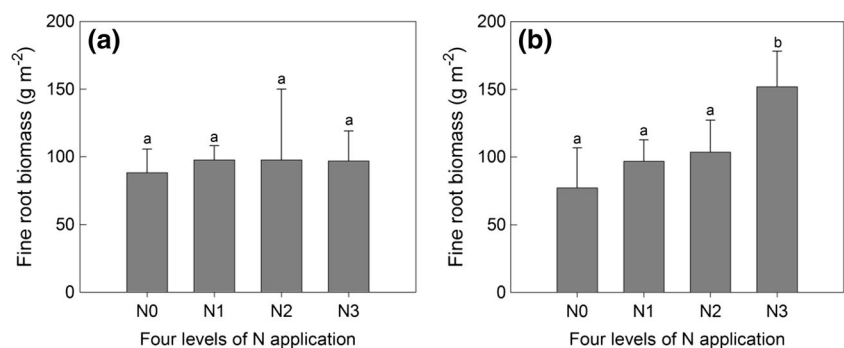 (a)
Fine root biomass (g m⁻²)
200
150
100
50
0
a
a
a
a
N0 N1 N2 N3
Four levels of N application
(b)
Fine root biomass (g m⁻²)
200
150
100
50
0
a
a
a
b
N0 N1 N2 N3
Four levels of N application